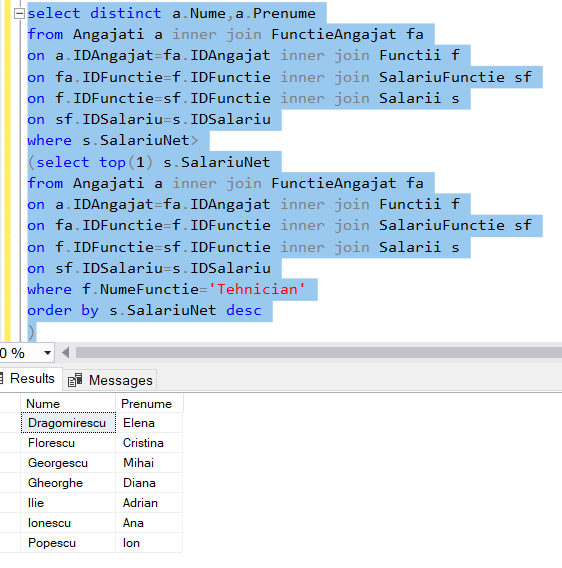 select distinct a.Nume,a.Prenume
from Angajati a inner join FunctieAngajat fa
on a.IDAngajat=fa.IDAngajat inner join Functii f
on fa.IDFunctie=f.IDFunctie inner join SalariuFunctie sf
on f.IDFunctie=sf.IDFunctie inner join Salarii s
on sf.IDSalariu=s.IDSalariu
where s.SalariuNet>
(select top(1) s.SalariuNet
from Angajati a inner join FunctieAngajat fa
on a.IDAngajat=fa.IDAngajat inner join Functii f
on fa.IDFunctie=f.IDFunctie inner join SalariuFunctie sf
on f.IDFunctie=sf.IDFunctie inner join Salarii s
on sf.IDSalariu=s.IDSalariu
where f.NumeFunctie='Tehnician'
order by s.SalariuNet desc
)
0 %
Results Messages
Nume Prenume
Dragomirescu Elena
Florescu Cristina
Georgescu Mihai
Gheorghe Diana
Ilie Adrian
Ionescu Ana
Popescu Ion